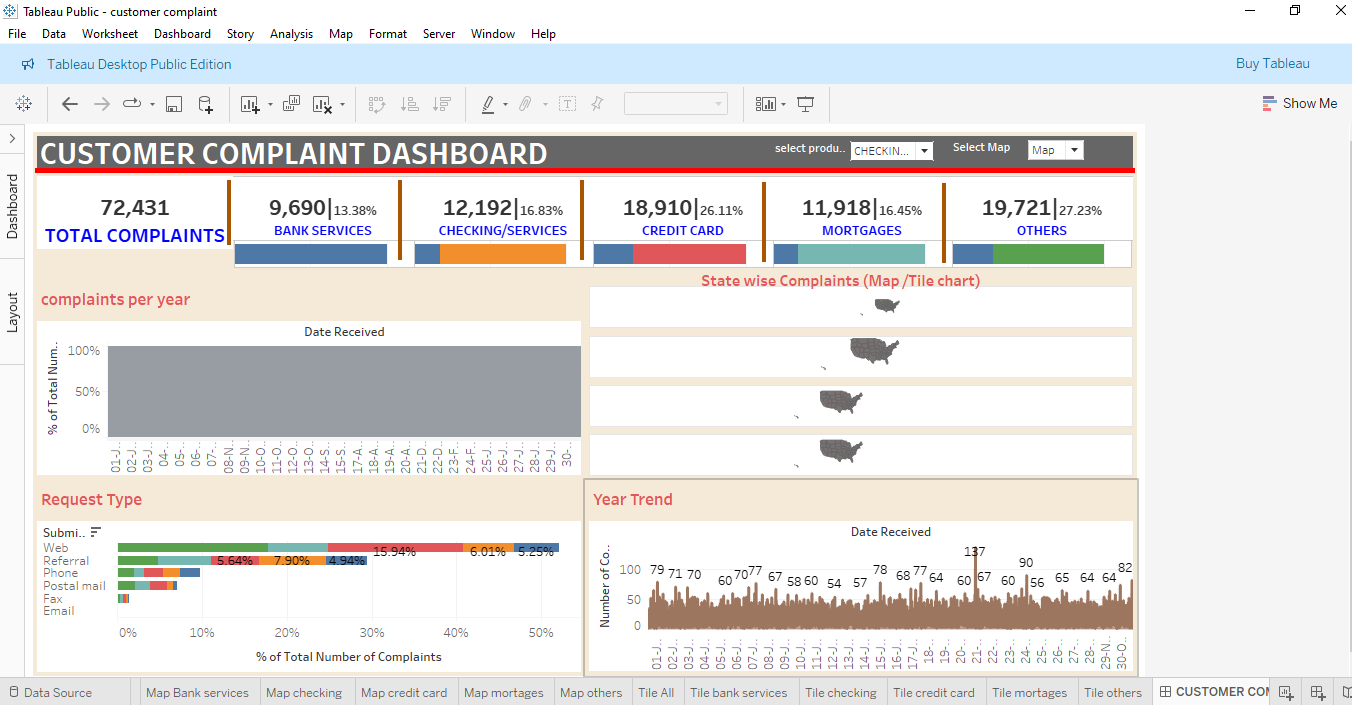 Tableau Public - customer complaint
File Data Worksheet Dashboard Story Analysis Map Format Server Window Help
Tableau Desktop Public Edition Buy Tableau
Show Me
Dashboard
Layout
CUSTOMER COMPLAINT DASHBOARD
select produ.. CHECKIN... Select Map Map
72,431
TOTAL COMPLAINTS
9,690|13.38%
BANK SERVICES
12,192|16.83%
CHECKING/SERVICES
18,910|26.11%
CREDIT CARD
11,918|16.45%
MORTGAGES
19,721|27.23%
OTHERS
complaints per year
Date Received
% of Total Num..
100%
50%
0%
01-J.. 02-J.. 03-J.. 04-.. 05-.. 06-.. 07-.. 08-N.. 09-N.. 10-O.. 11-O.. 12-O.. 13-O.. 14-S.. 15-S.. 17-A.. 18-A.. 19-A.. 20-A.. 21-D.. 22-D.. 23-F.. 24-F.. 25-J.. 26-J.. 27-J.. 28-J.. 29-J.. 30-..
State wise Complaints (Map /Tile chart)
Request Type
Submi..
Web 15.94% 6.01% 5.25%
Referral 5.64% 7.90% 4.94%
Phone
Postal mail
Fax
Email
0% 10% 20% 30% 40% 50%
% of Total Number of Complaints
Year Trend
Date Received
Number of Co..
100
50
0
79 71 70 60 70 77 67 58 60 54 57 78 68 77 64 60 137 67 60 90 56 65 64 64 82
01-J.. 02-J.. 03-J.. 04-J.. 05-J.. 06-J.. 07-J.. 08-J.. 09-J.. 10-J.. 11-J.. 12-J.. 13-J.. 14-J.. 15-J.. 16-J.. 17-J.. 18-.. 19-.. 20-.. 21-.. 22-.. 23-.. 24-.. 25-.. 26-.. 27-.. 28-.. 29-N.. 30-O..
Data Source Map Bank services Map checking Map credit card Map mortages Map others Tile All Tile bank services Tile checking Tile credit card Tile mortages Tile others CUSTOMER COM